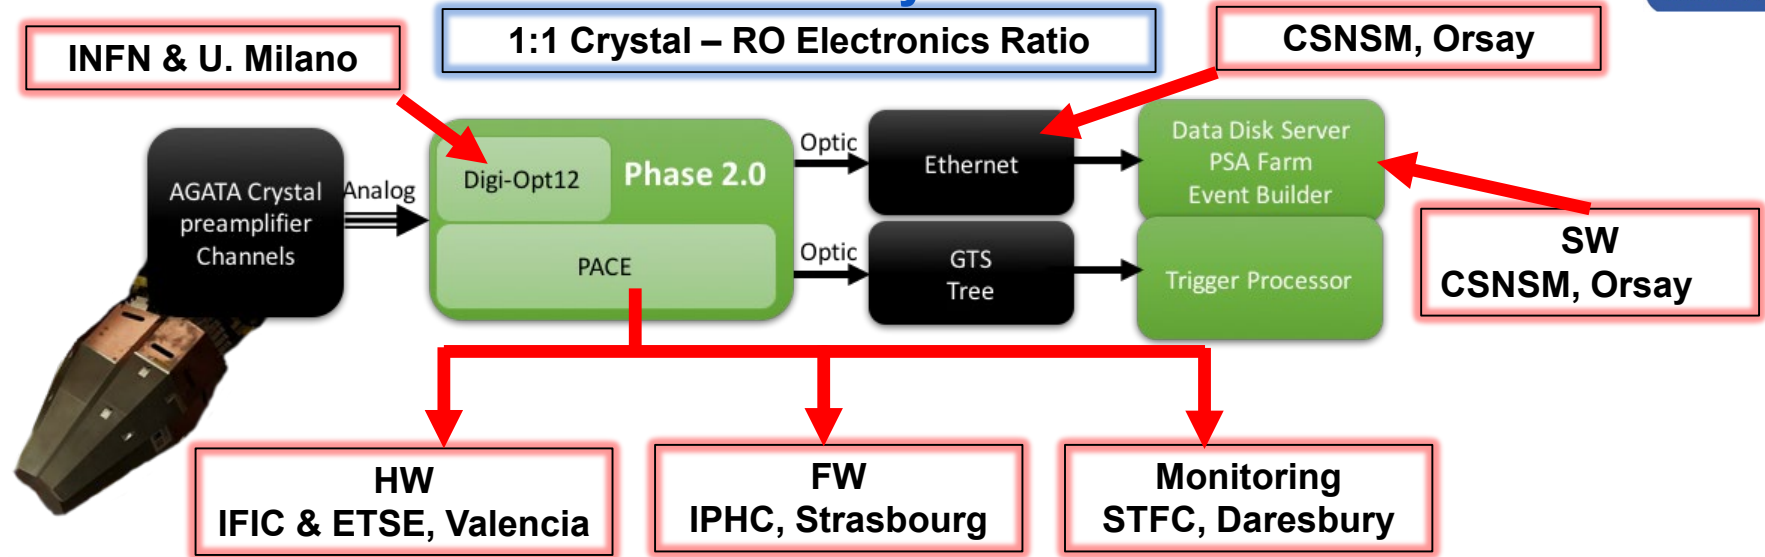 1:1 Crystal – RO Electronics Ratio
INFN & U. Milano
CSNSM, Orsay
AGATA Crystal
preamplifier
Channels
Analog
Digi-Opt12
Phase 2.0
PACE
Optic
Ethernet
Data Disk Server
PSA Farm
Event Builder
Optic
GTS
Tree
Trigger Processor
SW
CSNSM, Orsay
HW
IFIC & ETSE, Valencia
FW
IPHC, Strasbourg
Monitoring
STFC, Daresbury